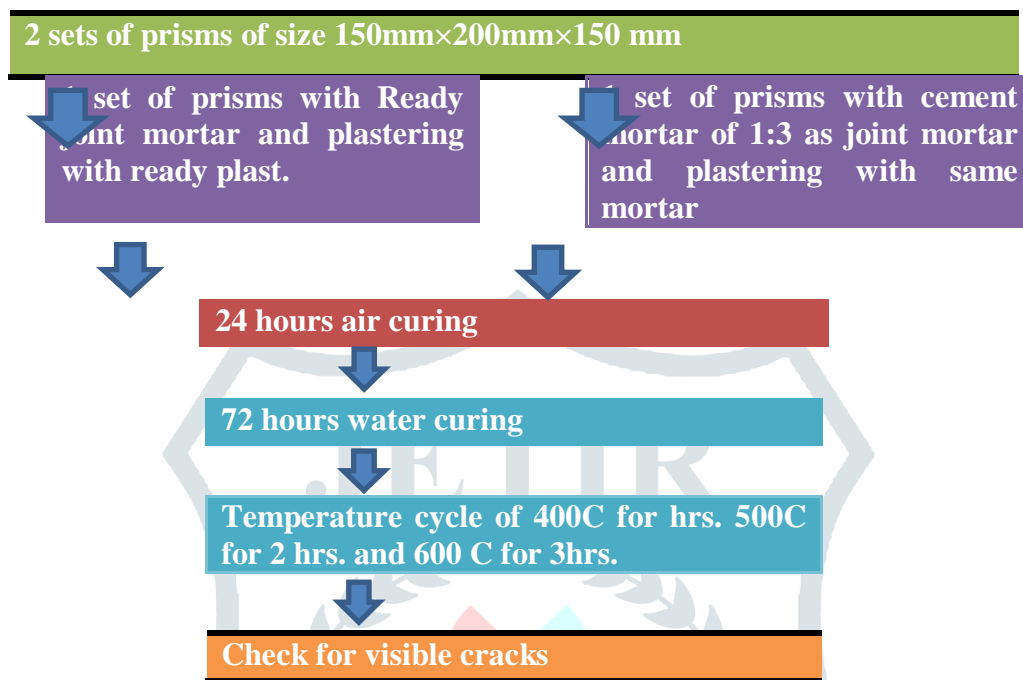 2 sets of prisms of size 150mm×200mm×150 mm
set of prisms with Ready
joint mortar and plastering
with ready plast.
set of prisms with cement
mortar of 1:3 as joint mortar
and plastering with same
mortar
24 hours air curing
72 hours water curing
JETIR
Temperature cycle of 400C for hrs. 500C
for 2 hrs. and 600 C for 3hrs.
Check for visible cracks